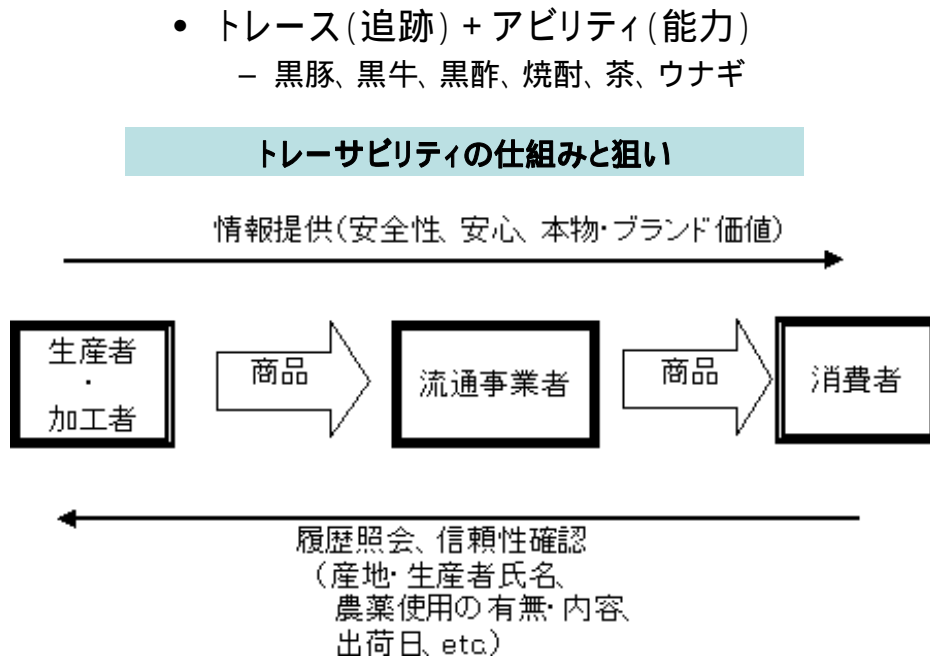 • トレース(追跡) + アビリティ(能力)
– 黒豚、黒牛、黒酢、焼酎、茶、ウナギ
トレーサビリティの仕組みと狙い
情報提供(安全性、安心、本物・ブランド価値)
生産者
・
加工者
商品
流通事業者
商品
消費者
履歴照会、信頼性確認
(産地・生産者氏名、
農薬使用の有無・内容、
出荷日、etc.)